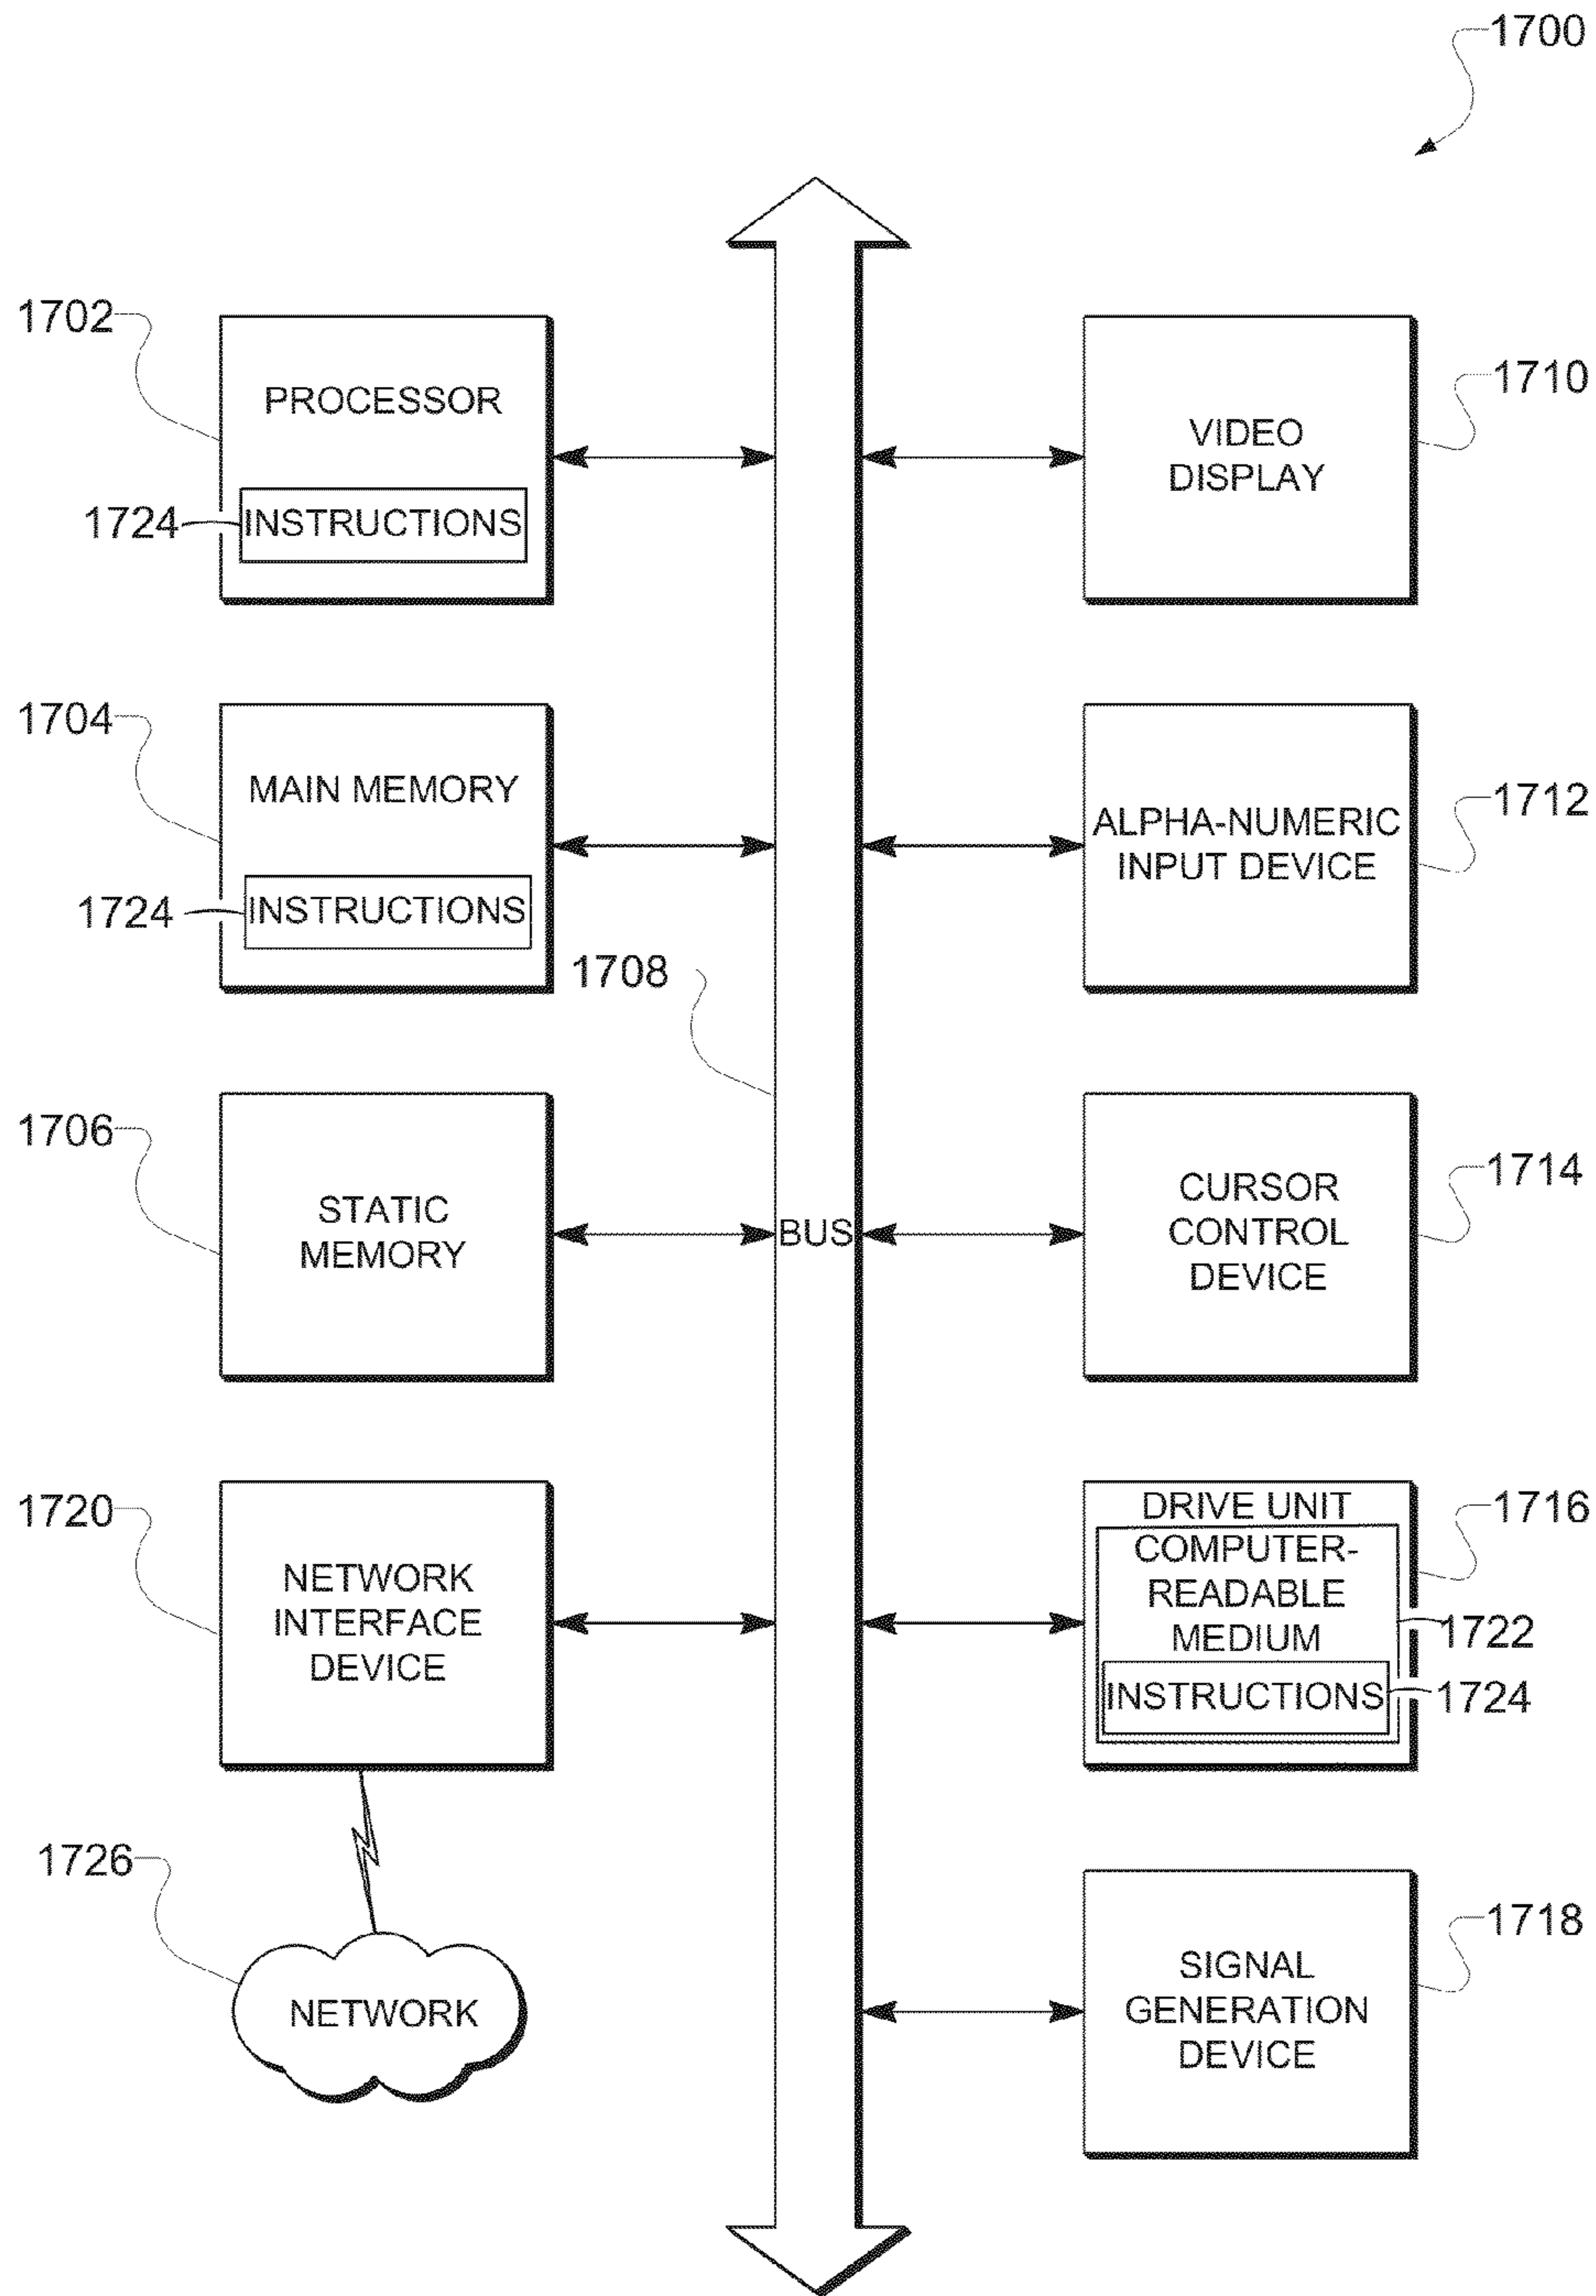 1700
1702
PROCESSOR
1724
INSTRUCTIONS
1710
VIDEO
DISPLAY
1704
MAIN MEMORY
1724
INSTRUCTIONS
1712
ALPHA-NUMERIC
INPUT DEVICE
1708
1706
STATIC
MEMORY
BUS
1714
CURSOR
CONTROL
DEVICE
1720
NETWORK
INTERFACE
DEVICE
1716
DRIVE UNIT
COMPUTER-
READABLE
MEDIUM
1722
INSTRUCTIONS
1724
1726
NETWORK
1718
SIGNAL
GENERATION
DEVICE